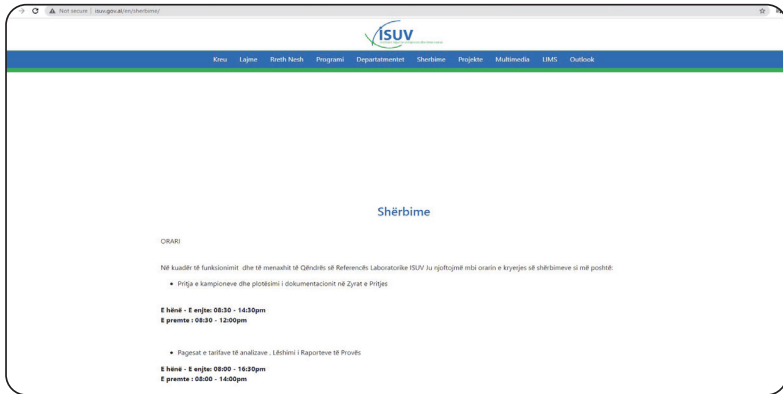 Not secure | isuv.gov.al/en/sherbime/
ISUV
Kreu Lajme Rreth Nesh Programi Departamentet Sherbime Projekte Multimedia LIMS Outlook
Shërbime
ORARI
Në kuadër të funksionimit dhe të menaxhit të Qëndrës së Referencës Laboratorike ISUV Ju njoftojmë mbi orarin e kryerjes së shërbimeve si më poshtë:
• Pritja e kampioneve dhe plotësimi i dokumentacionit në Zyrat e Pritjes
E hënë - E enjte: 08:30 - 14:30pm
E premte : 08:30 - 12:00pm
• Pagesat e tarifave të analizave . Lëshimi i Raporteve të Provës
E hënë - E enjte: 08:00 - 16:30pm
E premte : 08:00 - 14:00pm